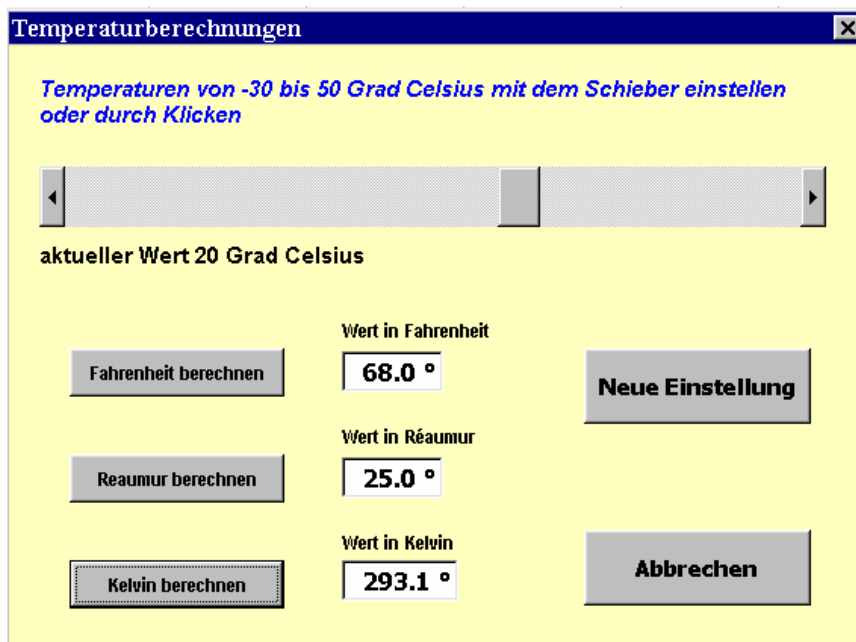 Temperaturberechnungen
Temperaturen von -30 bis 50 Grad Celsius mit dem Schieber einstellen
oder durch Klicken
aktueller Wert 20 Grad Celsius
Wert in Fahrenheit
Fahrenheit berechnen
68.0 °
Neue Einstellung
Wert in Réaumur
Reaumur berechnen
25.0 °
Wert in Kelvin
Kelvin berechnen
293.1 °
Abbrechen